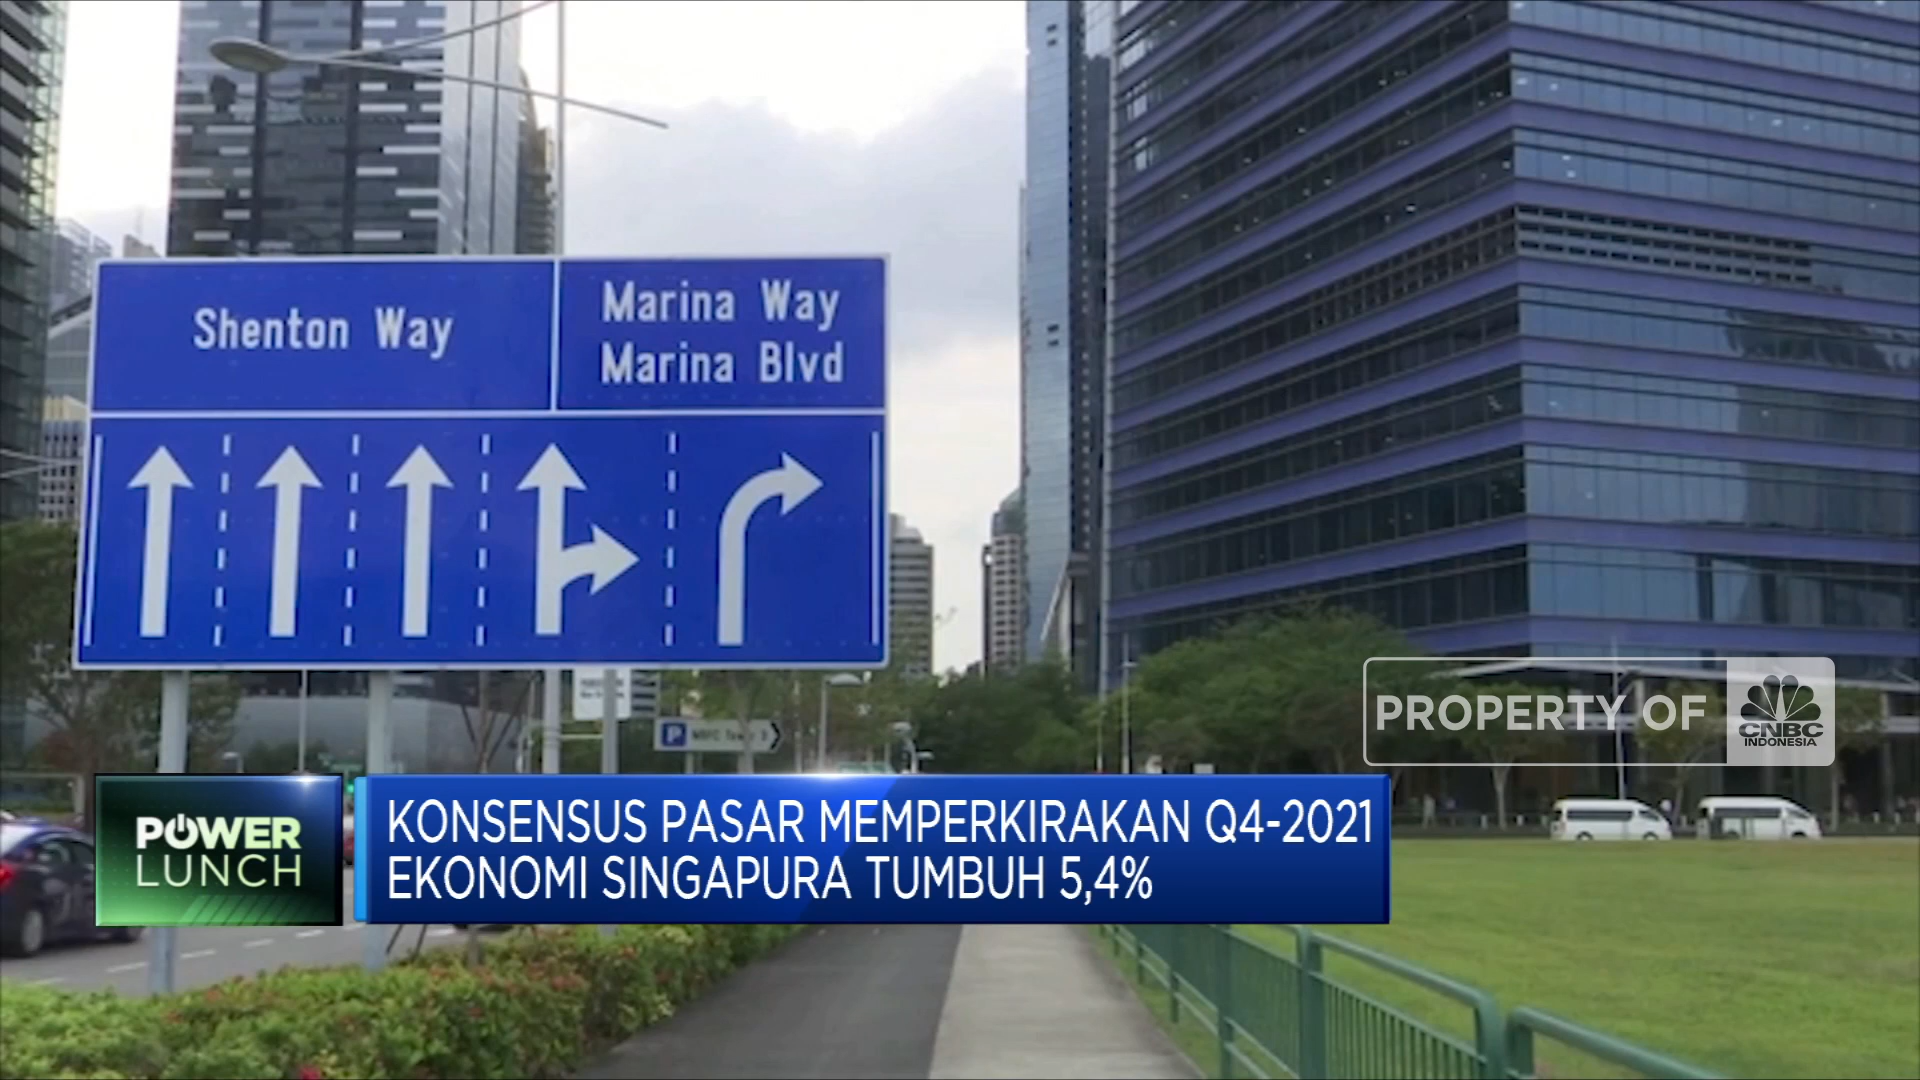 Shenton Way
Marina Way
Marina Blvd
P
PROPERTY OF
CNBC
INDONESIA
POWER
LUNCH
KONSENSUS PASAR MEMPERKIRAKAN Q4-2021
EKONOMI SINGAPURA TUMBUH 5,4%